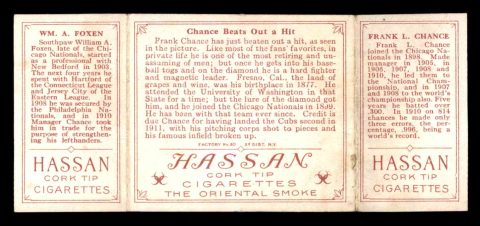 WM. A. FOXEN
Southpaw William A.
Foxen, late of the Chi-
cago Nationals, started
as a professional with
New Bedford in 1903.
The next four years he
spent with Hartford of
the Connecticut League
and Jersey City of the
Eastern League. In
1908 he was secured by
the Philadelphia Na-
tionals, and in 1910
Manager Chance took
him in trade for the
purpose of strengthen-
ing his lefthanders.
HASSAN
CORK TIP
CIGARETTES
Chance Beats Out a Hit
Frank Chance has just beaten out a hit, as seen
in the picture. Like most of the fans' favorites, in
private life he is one of the most retiring and un-
assuming of men; but once he gets into his base-
ball togs and on the diamond he is a hard fighter
and magnetic leader. Fresno, Cal., the land of
grapes and wine, was his birthplace in 1877. He
attended the University of Washington in that
State for a time; but the lure of the diamond got
him, and he joined the Chicago Nationals in 1899.
He has been with that team ever since. Credit is
due Chance for having landed the Cubs second in
1911, with his pitching corps shot to pieces and
his famous infield broken up.
FACTORY No. 30 2d DIST. N.Y.
HASSAN
CORK TIP
CIGARETTES
THE ORIENTAL SMOKE
FRANK L. CHANCE
Frank L. Chance
joined the Chicago Na-
tionals in 1898. Made
manager in 1905, in
1906, 1907, 1908 and
1910, he led them to
the National Cham-
pionship, and in 1907
and 1908 to the world's
championship also. Five
years he batted over
.300. In 1910 on 814
chances he made only
three errors, the per-
centage, .996, being a
world's record.
HASSAN
CORK TIP
CIGARETTES